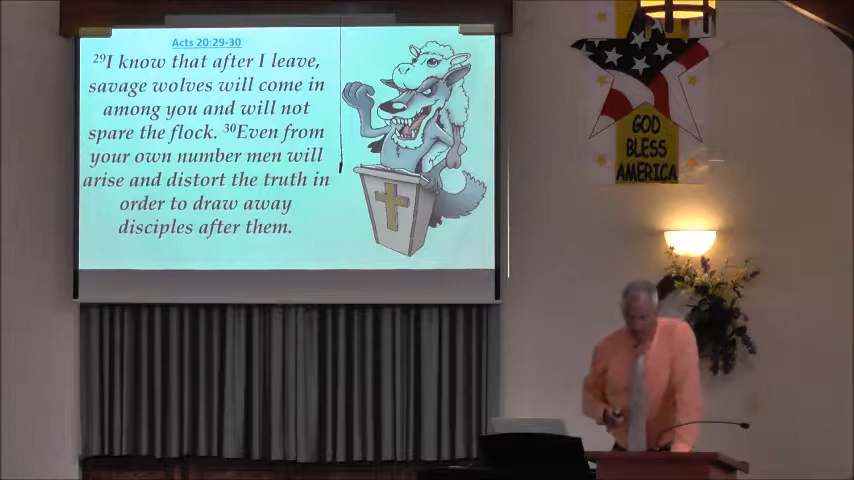 Acts 20:29-30
²⁹I know that after I leave,
savage wolves will come in
among you and will not
spare the flock. ³⁰Even from
your own number men will
arise and distort the truth in
order to draw away
disciples after them.
GOD
BLESS
AMERICA